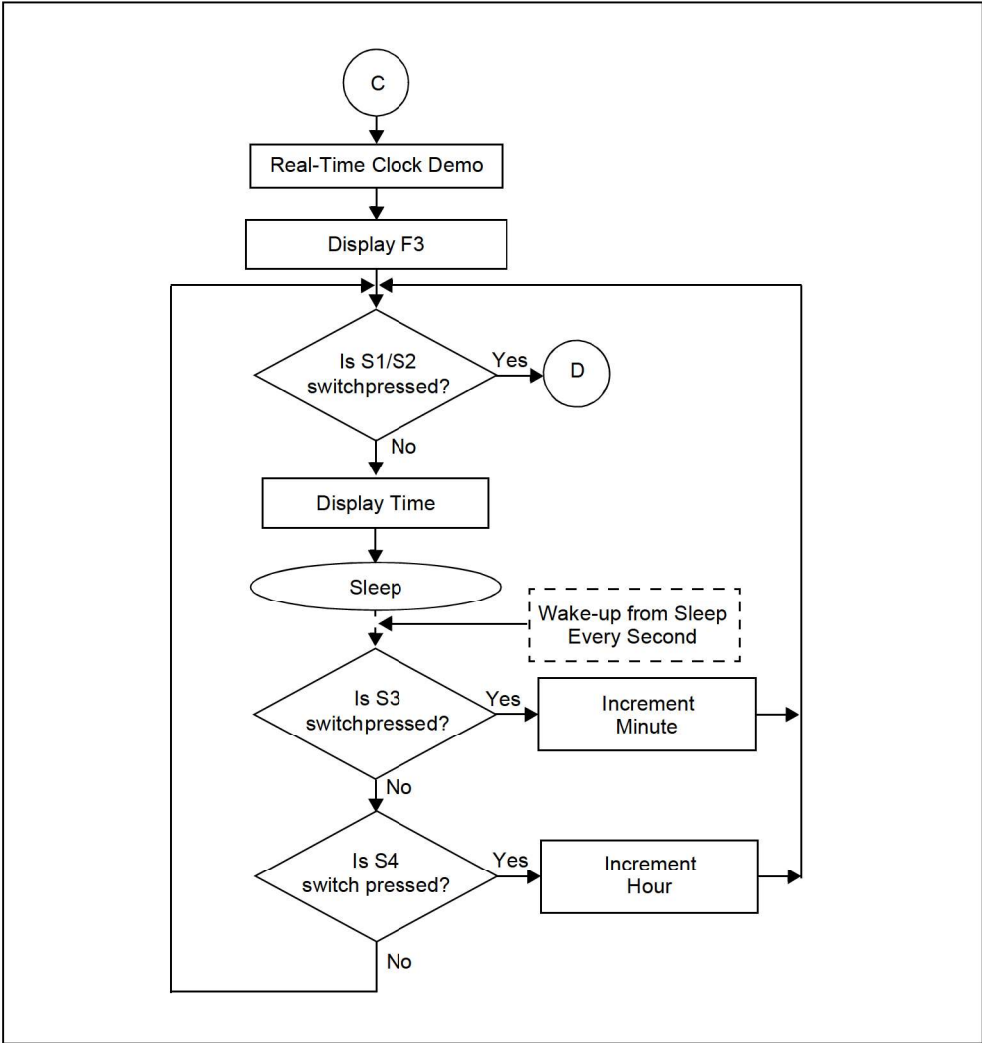 C
Real-Time Clock Demo
Display F3
Is S1/S2
switchpressed?
Yes
D
No
Display Time
Sleep
Wake-up from Sleep
Every Second
Is S3
switchpressed?
Yes
Increment
Minute
No
Is S4
switch pressed?
Yes
Increment
Hour
No